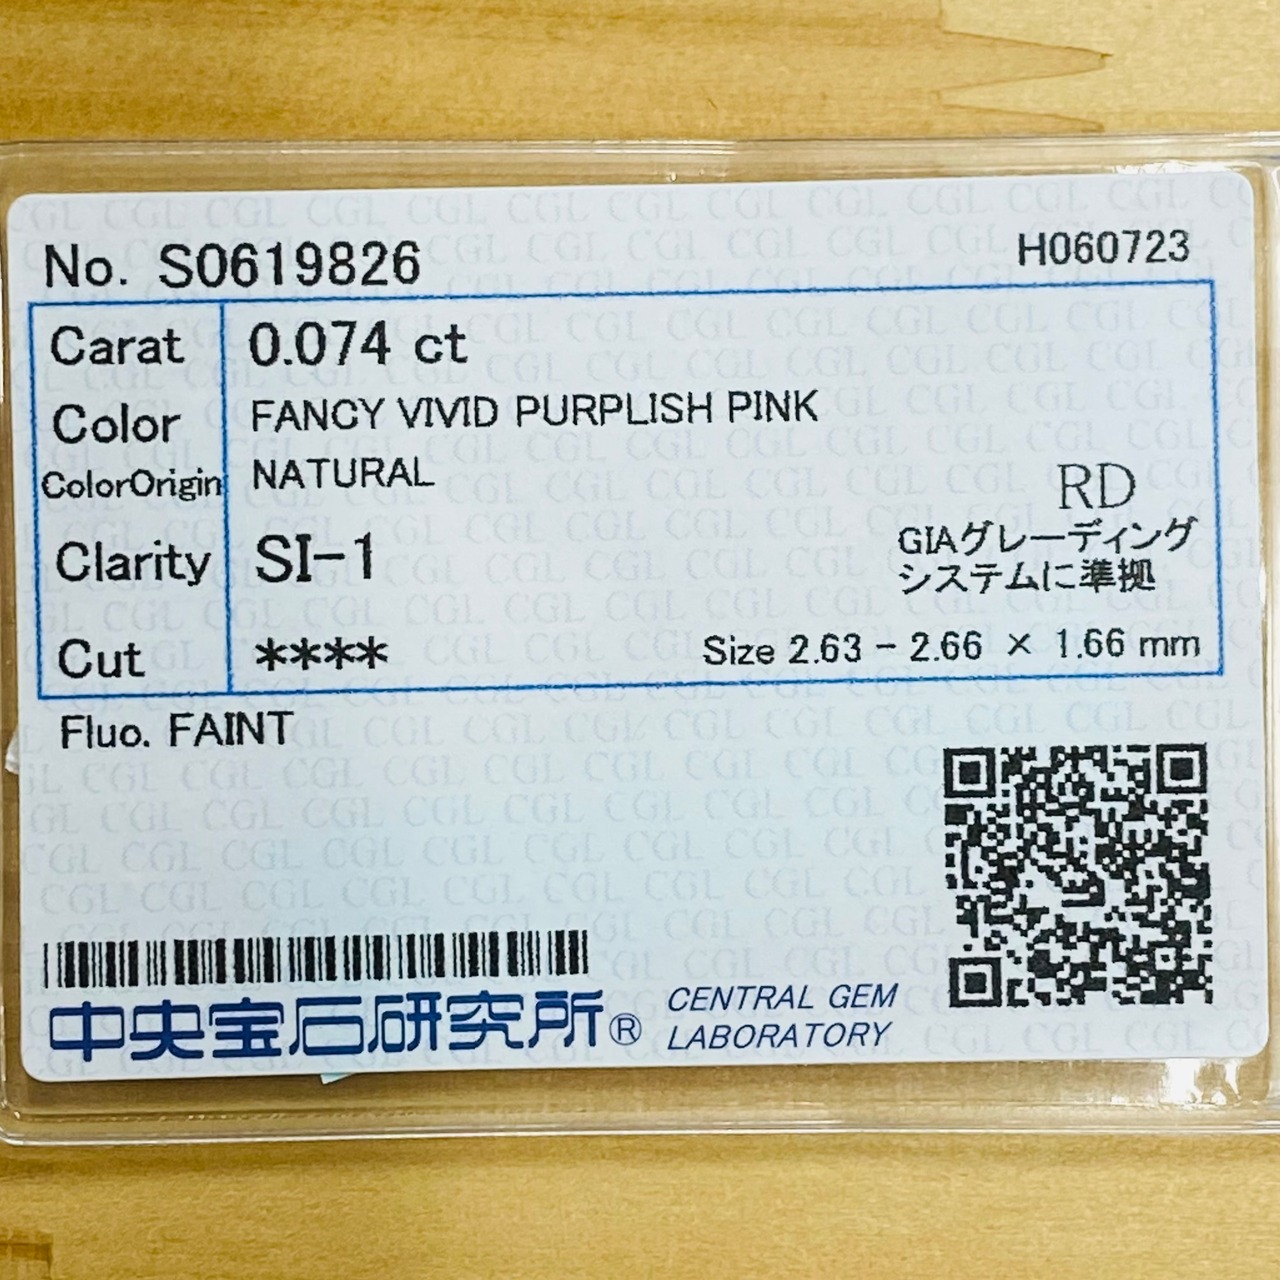 No. S0619826 H060723
Carat 0.074 ct
Color FANCY VIVID PURPLISH PINK
ColorOrigin NATURAL
RD
Clarity SI-1
GIAグレーディング
システムに準拠
Cut **** Size 2.63 - 2.66 × 1.66 mm
Fluo. FAINT
中央宝石研究所® CENTRAL GEM
LABORATORY